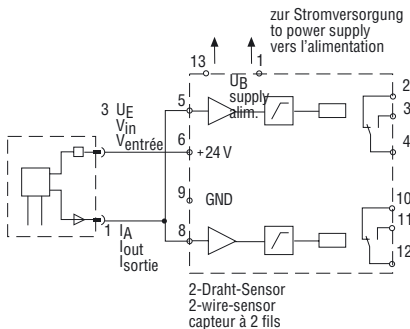 zur Stromversorgung
to power supply
vers l'alimentation
13
1
UB
supply
alim.
5
2
3
4
3 UE
Vin
Ventrée
6
+24 V
9
GND
10
11
12
1
IA
Iout
Isortie
8
2-Draht-Sensor
2-wire-sensor
capteur à 2 fils